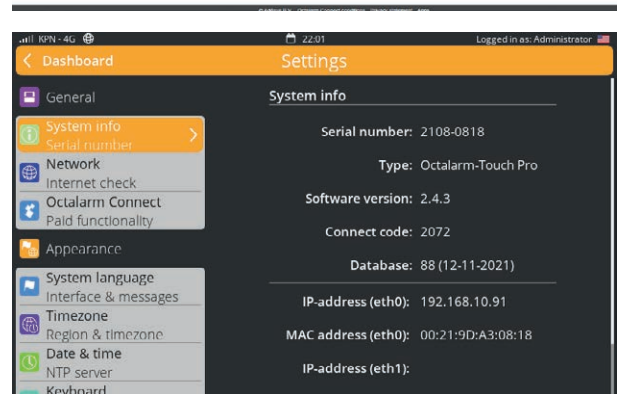 KPN - 4G
22:01
Logged in as: Administrator
Dashboard
Settings
General
System info
Serial number
Network
Internet check
Octalarm Connect
Paid functionality
Appearance
System language
Interface & messages
Timezone
Region & timezone
Date & time
NTP server
Keyboard
System info
Serial number: 2108-0818
Type: Octalarm-Touch Pro
Software version: 2.4.3
Connect code: 2072
Database: 88 (12-11-2021)
IP-address (eth0): 192.168.10.91
MAC address (eth0): 00:21:9D:A3:08:18
IP-address (eth1):